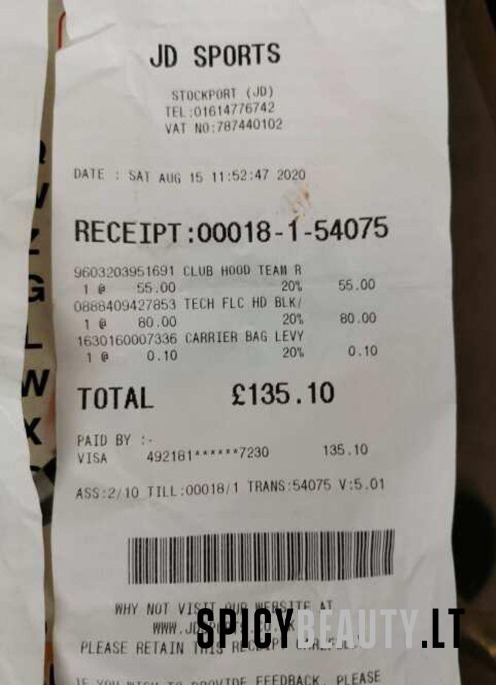 JD SPORTS
STOCKPORT (JD)
TEL:01614776742
VAT NO:787440102
DATE : SAT AUG 15 11:52:47 2020
RECEIPT:00018-1-54075
9603203951691 CLUB HOOD TEAM R
1 @ 55.00 20% 55.00
0888409427853 TECH FLC HD BLK/
1 @ 80.00 20% 80.00
1630160007336 CARRIER BAG LEVY
1 @ 0.10 20% 0.10
TOTAL £135.10
PAID BY :-
VISA 492181******7230 135.10
ASS:2/10 TILL:00018/1 TRANS:54075 V:5.01
WHY NOT VISIT OUR WEBSITE AT
WWW.JD
SPICYBEAUTY.LT
PLEASE RETAIN THIS RECEIPT
IF YOU WISH TO PROVIDE FEEDBACK, PLEASE